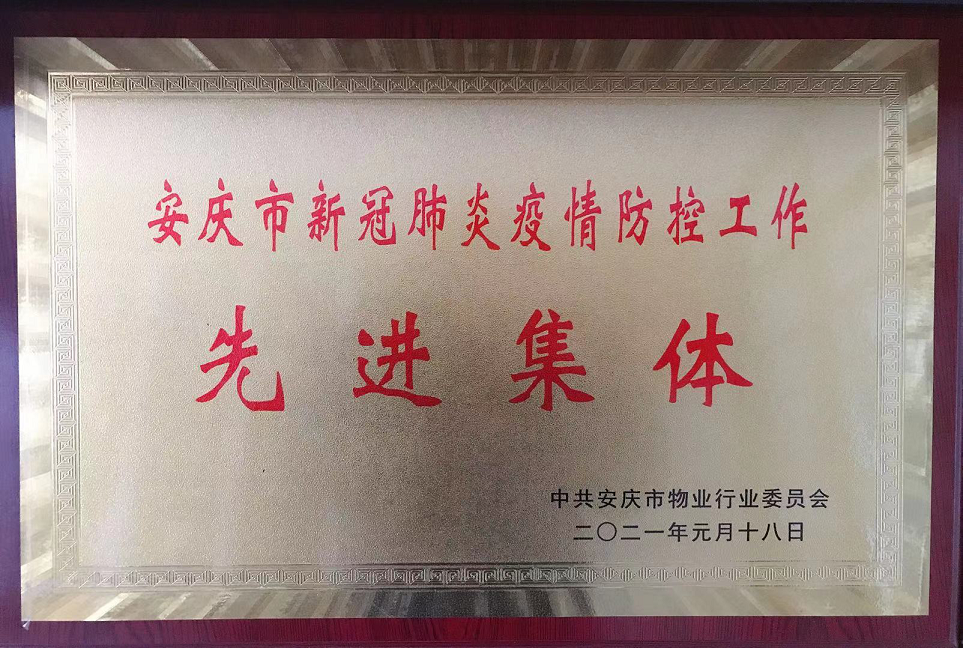 安庆市新冠肺炎疫情防控工作
先进集体
中共安庆市物业行业委员会
二〇二一年元月十八日